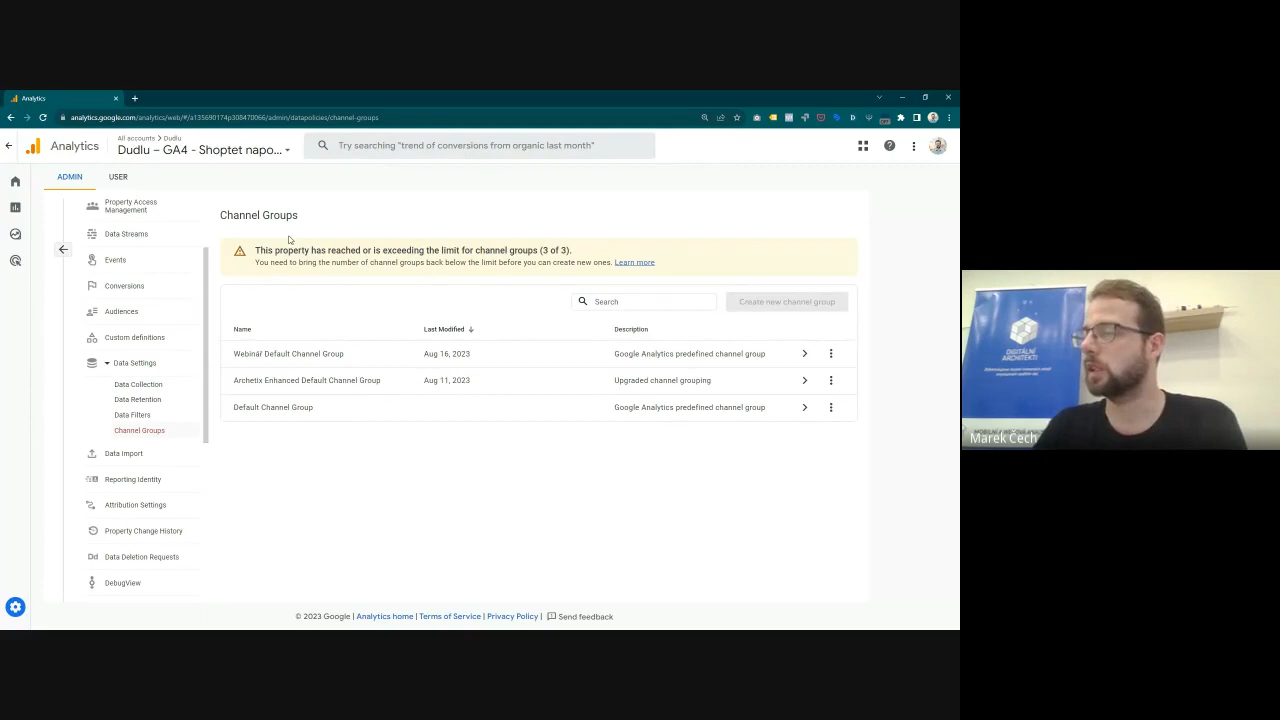 Analytics
analytics.google.com/analytics/web/#/a135690174p308470066/admin/datapolicies/channel-groups
Analytics
All accounts > Dudlu
Dudlu – GA4 - Shoptet napo...
Try searching "trend of conversions from organic last month"
ADMIN
USER
Property Access
Management
Data Streams
Events
Conversions
Audiences
Custom definitions
Data Settings
Data Collection
Data Retention
Data Filters
Channel Groups
Data Import
Reporting Identity
Attribution Settings
Property Change History
Dd Data Deletion Requests
DebugView
Channel Groups
This property has reached or is exceeding the limit for channel groups (3 of 3).
You need to bring the number of channel groups back below the limit before you can create new ones. Learn more
Search
Create new channel group
Name Last Modified Description
Webinář Default Channel Group Aug 16, 2023 Google Analytics predefined channel group
Archetix Enhanced Default Channel Group Aug 11, 2023 Upgraded channel grouping
Default Channel Group Google Analytics predefined channel group
© 2023 Google | Analytics home | Terms of Service | Privacy Policy | Send feedback
DIGITÁLNÍ
ARCHITEKTI
Marek Čech